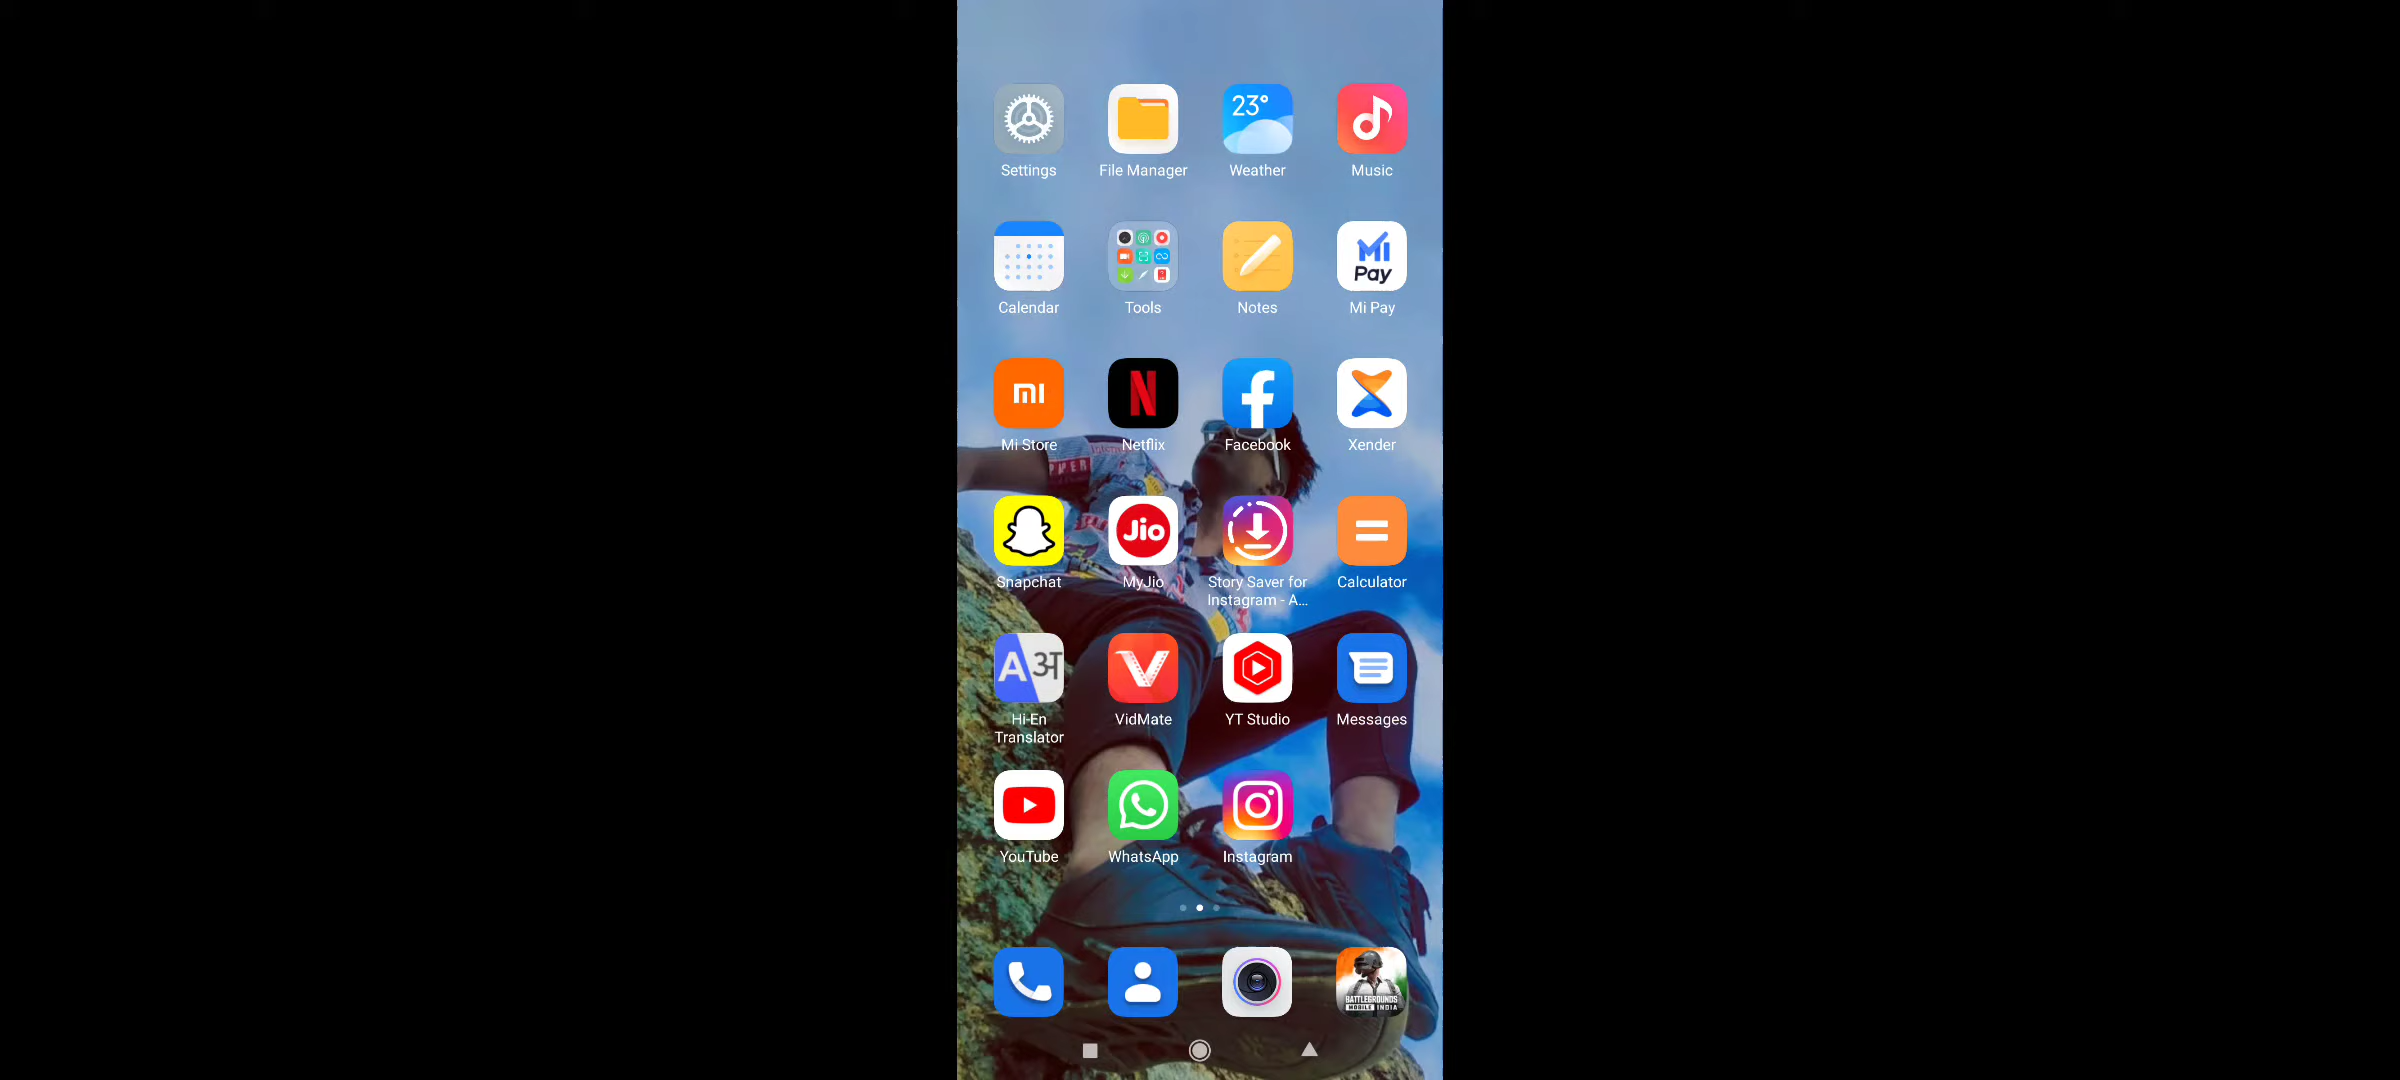 23°
Settings
File Manager
Weather
Music
Mi
Pay
Calendar
Tools
Notes
Mi Pay
mi
N
f
Mi Store
Netflix
Facebook
Xender
Jio
Snapchat
MyJio
Story Saver for
Instagram - A...
Calculator
A अ
V
Hi-En
Translator
VidMate
YT Studio
Messages
YouTube
WhatsApp
Instagram
BATTLEGROUNDS
MOBILE INDIA